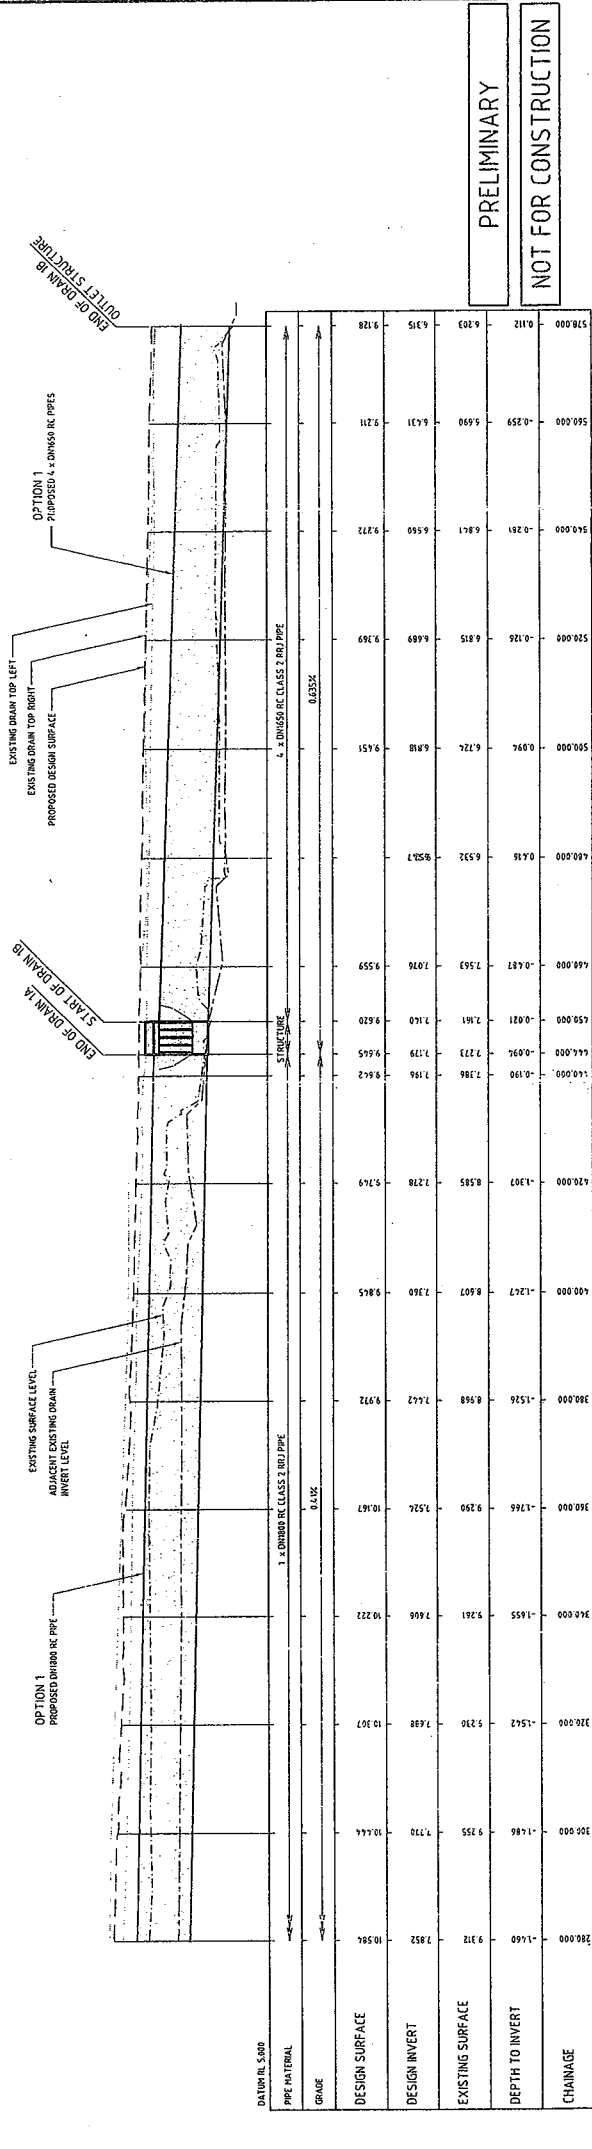 PRELIMINARY
NOT FOR CONSTRUCTION
END OF DRAIN 1B
OUTLET STRUCTURE
OPTION 1
4 x DN1650 RC PIPES
EXISTING DRAIN TOP LEFT
EXISTING DRAIN TOP RIGHT
PROPOSED DESIGN SURFACE
START OF DRAIN 1B
END OF DRAIN 1A
EXISTING SURFACE LEVEL
ADJACENT EXISTING DRAIN
INVERT LEVEL
OPTION 1
PROPOSED DN1800 RC PIPE
DATUM RL 5.000
PIPE MATERIAL
1 x DN1800 RC CLASS 2 RRJ PIPE
STRUCTURE
4 x DN1650 RC CLASS 2 RRJ PIPE
GRADE
0.41%
0.635%
DESIGN SURFACE
10.584 10.444 10.307 10.222 10.167 9.972 9.845 9.749 9.642 9.645 9.620 9.559 9.451 9.369 9.272 9.211 9.128
DESIGN INVERT
7.852 7.770 7.688 7.606 7.524 7.442 7.360 7.278 7.196 7.179 7.140 7.076 6.818 6.689 6.560 6.431 6.315
EXISTING SURFACE
9.312 9.255 9.230 9.261 9.290 8.968 8.607 8.585 7.386 7.273 7.161 7.563 6.532 6.724 6.815 6.841 6.690 6.203
DEPTH TO INVERT
-1.460 -1.486 -1.542 -1.655 -1.766 -1.526 -1.247 -1.307 -0.190 -0.094 -0.021 -0.487 0.416 0.094 -0.126 -0.281 -0.259 0.112
CHAINAGE
280.000 300.000 320.000 340.000 360.000 380.000 400.000 420.000 440.000 444.000 450.000 460.000 480.000 500.000 520.000 540.000 560.000 578.000